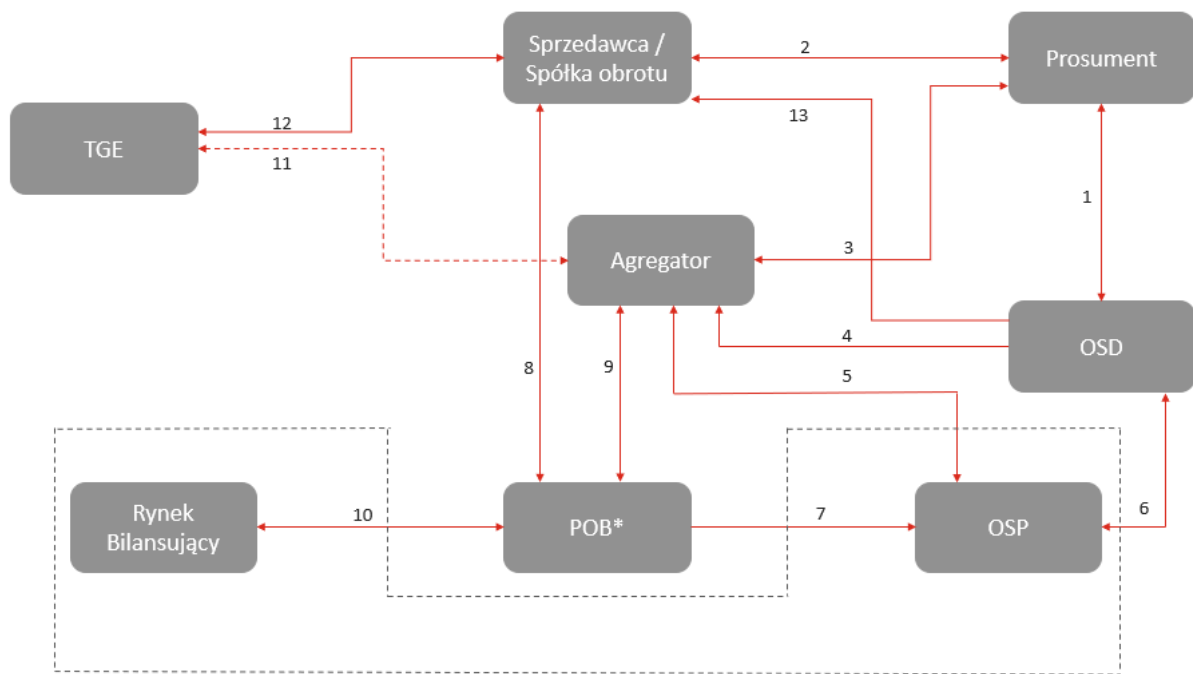 Sprzedawca /
Spółka obrotu
2
Prosument
12
13
TGE
11
1
3
Agregator
4
OSD
8
9
5
Rynek
Bilansujący
10
POB*
7
OSP
6